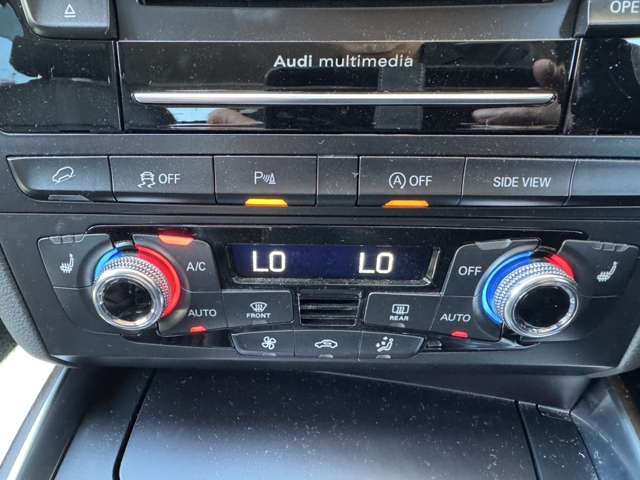 OPE
Audi multimedia
OFF
P
A OFF
SIDE VIEW
A/C
LO
LO
OFF
AUTO
FRONT
REAR
AUTO